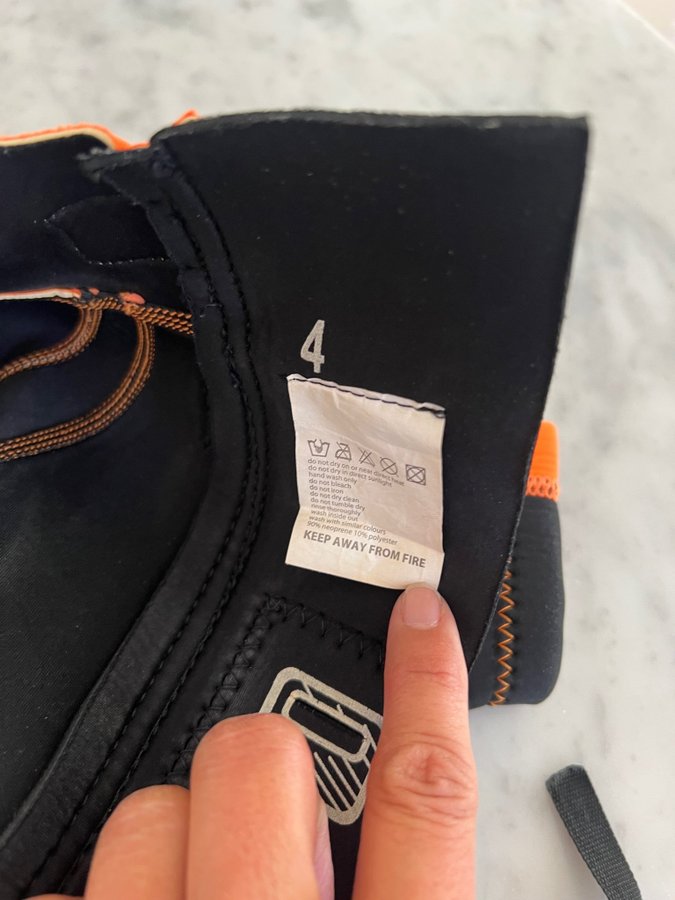 4
do not dry on or near direct heat
do not dry in direct sunlight
hand wash only
do not bleach
do not iron
do not dry clean
do not tumble dry
rinse thoroughly
wash inside out
wash with similar colours
90% neoprene 10% polyester
KEEP AWAY FROM FIRE